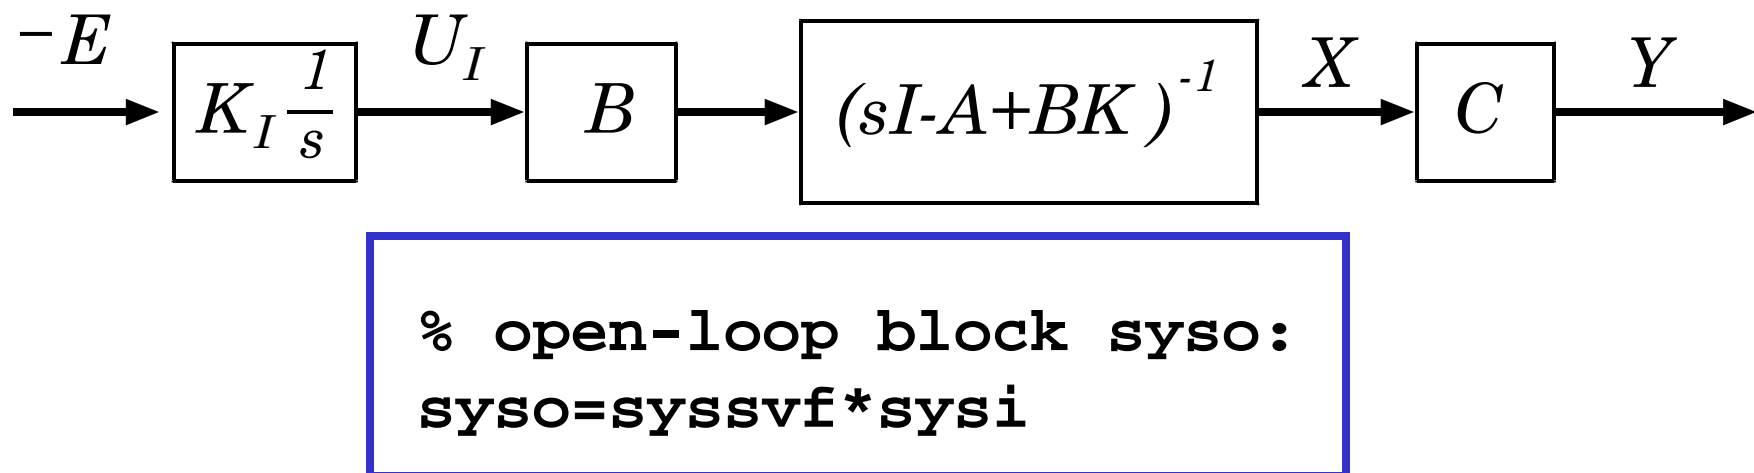 −E
K_I 1/s
U_I
B
(sI-A+BK )^-1
X
C
Y
% open-loop block syso:
syso=syssvf*sysi